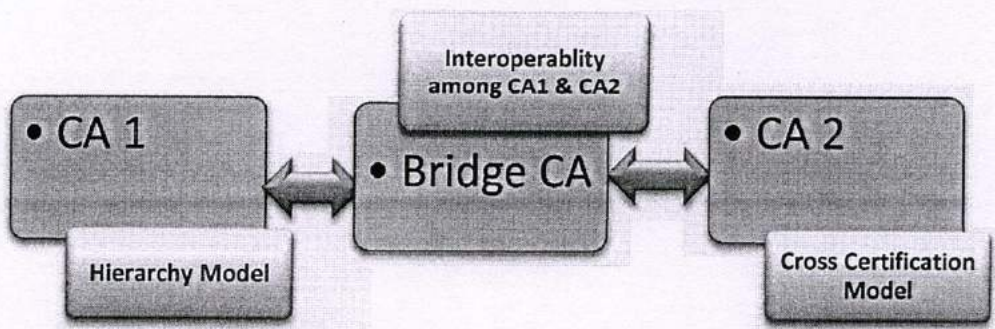 Interoperablity
among CA1 & CA2
• CA 1
• Bridge CA
• CA 2
Hierarchy Model
Cross Certification
Model